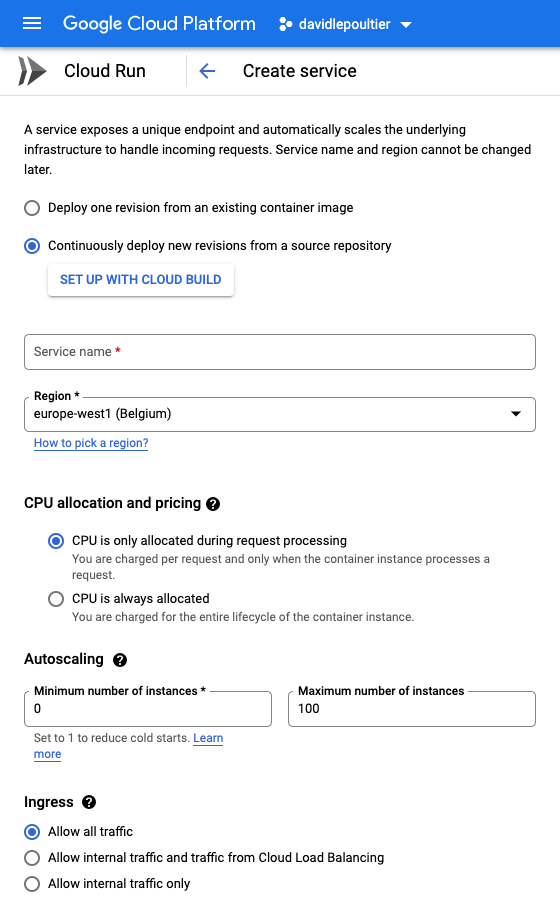 Google Cloud Platform davidlepoultier
Cloud Run Create service
A service exposes a unique endpoint and automatically scales the underlying
infrastructure to handle incoming requests. Service name and region cannot be changed
later.
Deploy one revision from an existing container image
Continuously deploy new revisions from a source repository
SET UP WITH CLOUD BUILD
Service name *
Region *
europe-west1 (Belgium)
How to pick a region?
CPU allocation and pricing ?
CPU is only allocated during request processing
You are charged per request and only when the container instance processes a
request.
CPU is always allocated
You are charged for the entire lifecycle of the container instance.
Autoscaling ?
Minimum number of instances * Maximum number of instances
0 100
Set to 1 to reduce cold starts. Learn
more
Ingress ?
Allow all traffic
Allow internal traffic and traffic from Cloud Load Balancing
Allow internal traffic only